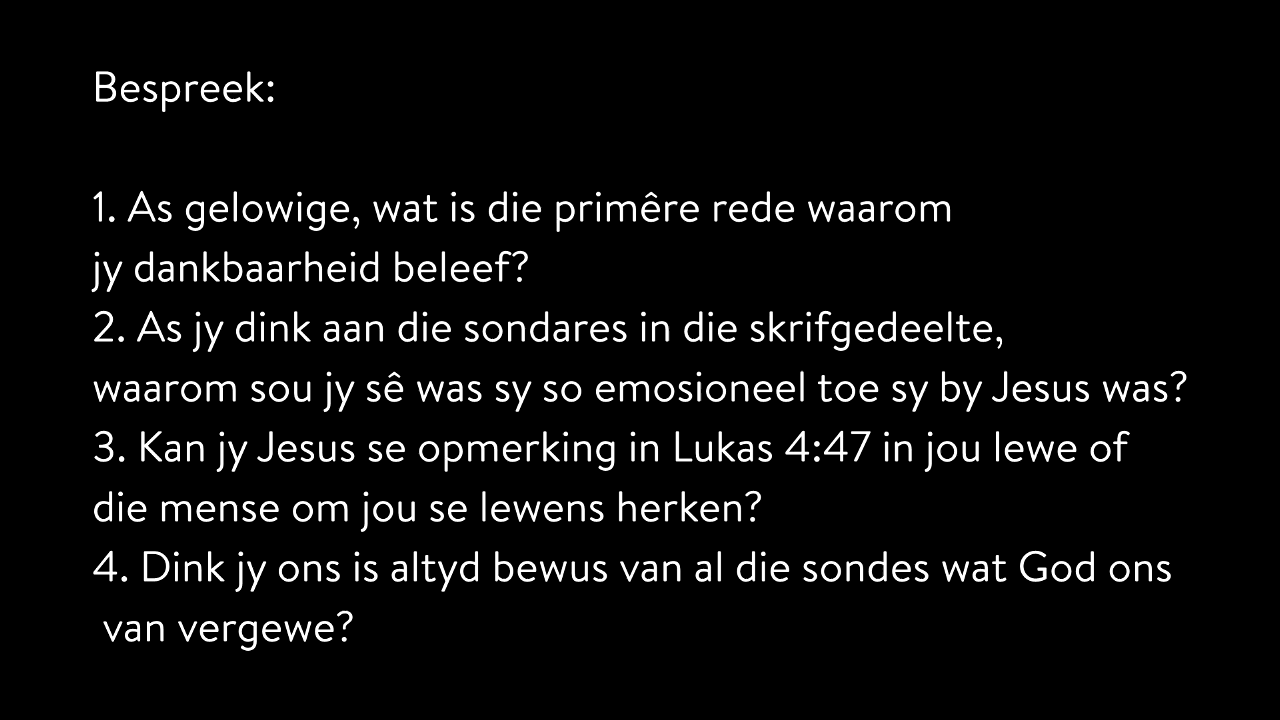 Bespreek:
1. As gelowige, wat is die primêre rede waarom
jy dankbaarheid beleef?
2. As jy dink aan die sondares in die skrifgedeelte,
waarom sou jy sê was sy so emosioneel toe sy by Jesus was?
3. Kan jy Jesus se opmerking in Lukas 4:47 in jou lewe of
die mense om jou se lewens herken?
4. Dink jy ons is altyd bewus van al die sondes wat God ons
van vergewe?